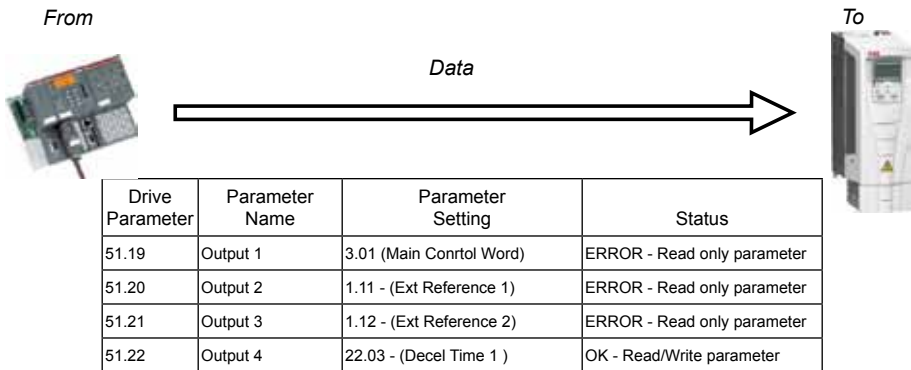 From
To
Data
Drive Parameter | Parameter Name | Parameter Setting | Status
51.19 | Output 1 | 3.01 (Main Conrtol Word) | ERROR - Read only parameter
51.20 | Output 2 | 1.11 - (Ext Reference 1) | ERROR - Read only parameter
51.21 | Output 3 | 1.12 - (Ext Reference 2) | ERROR - Read only parameter
51.22 | Output 4 | 22.03 - (Decel Time 1 ) | OK - Read/Write parameter
ABB